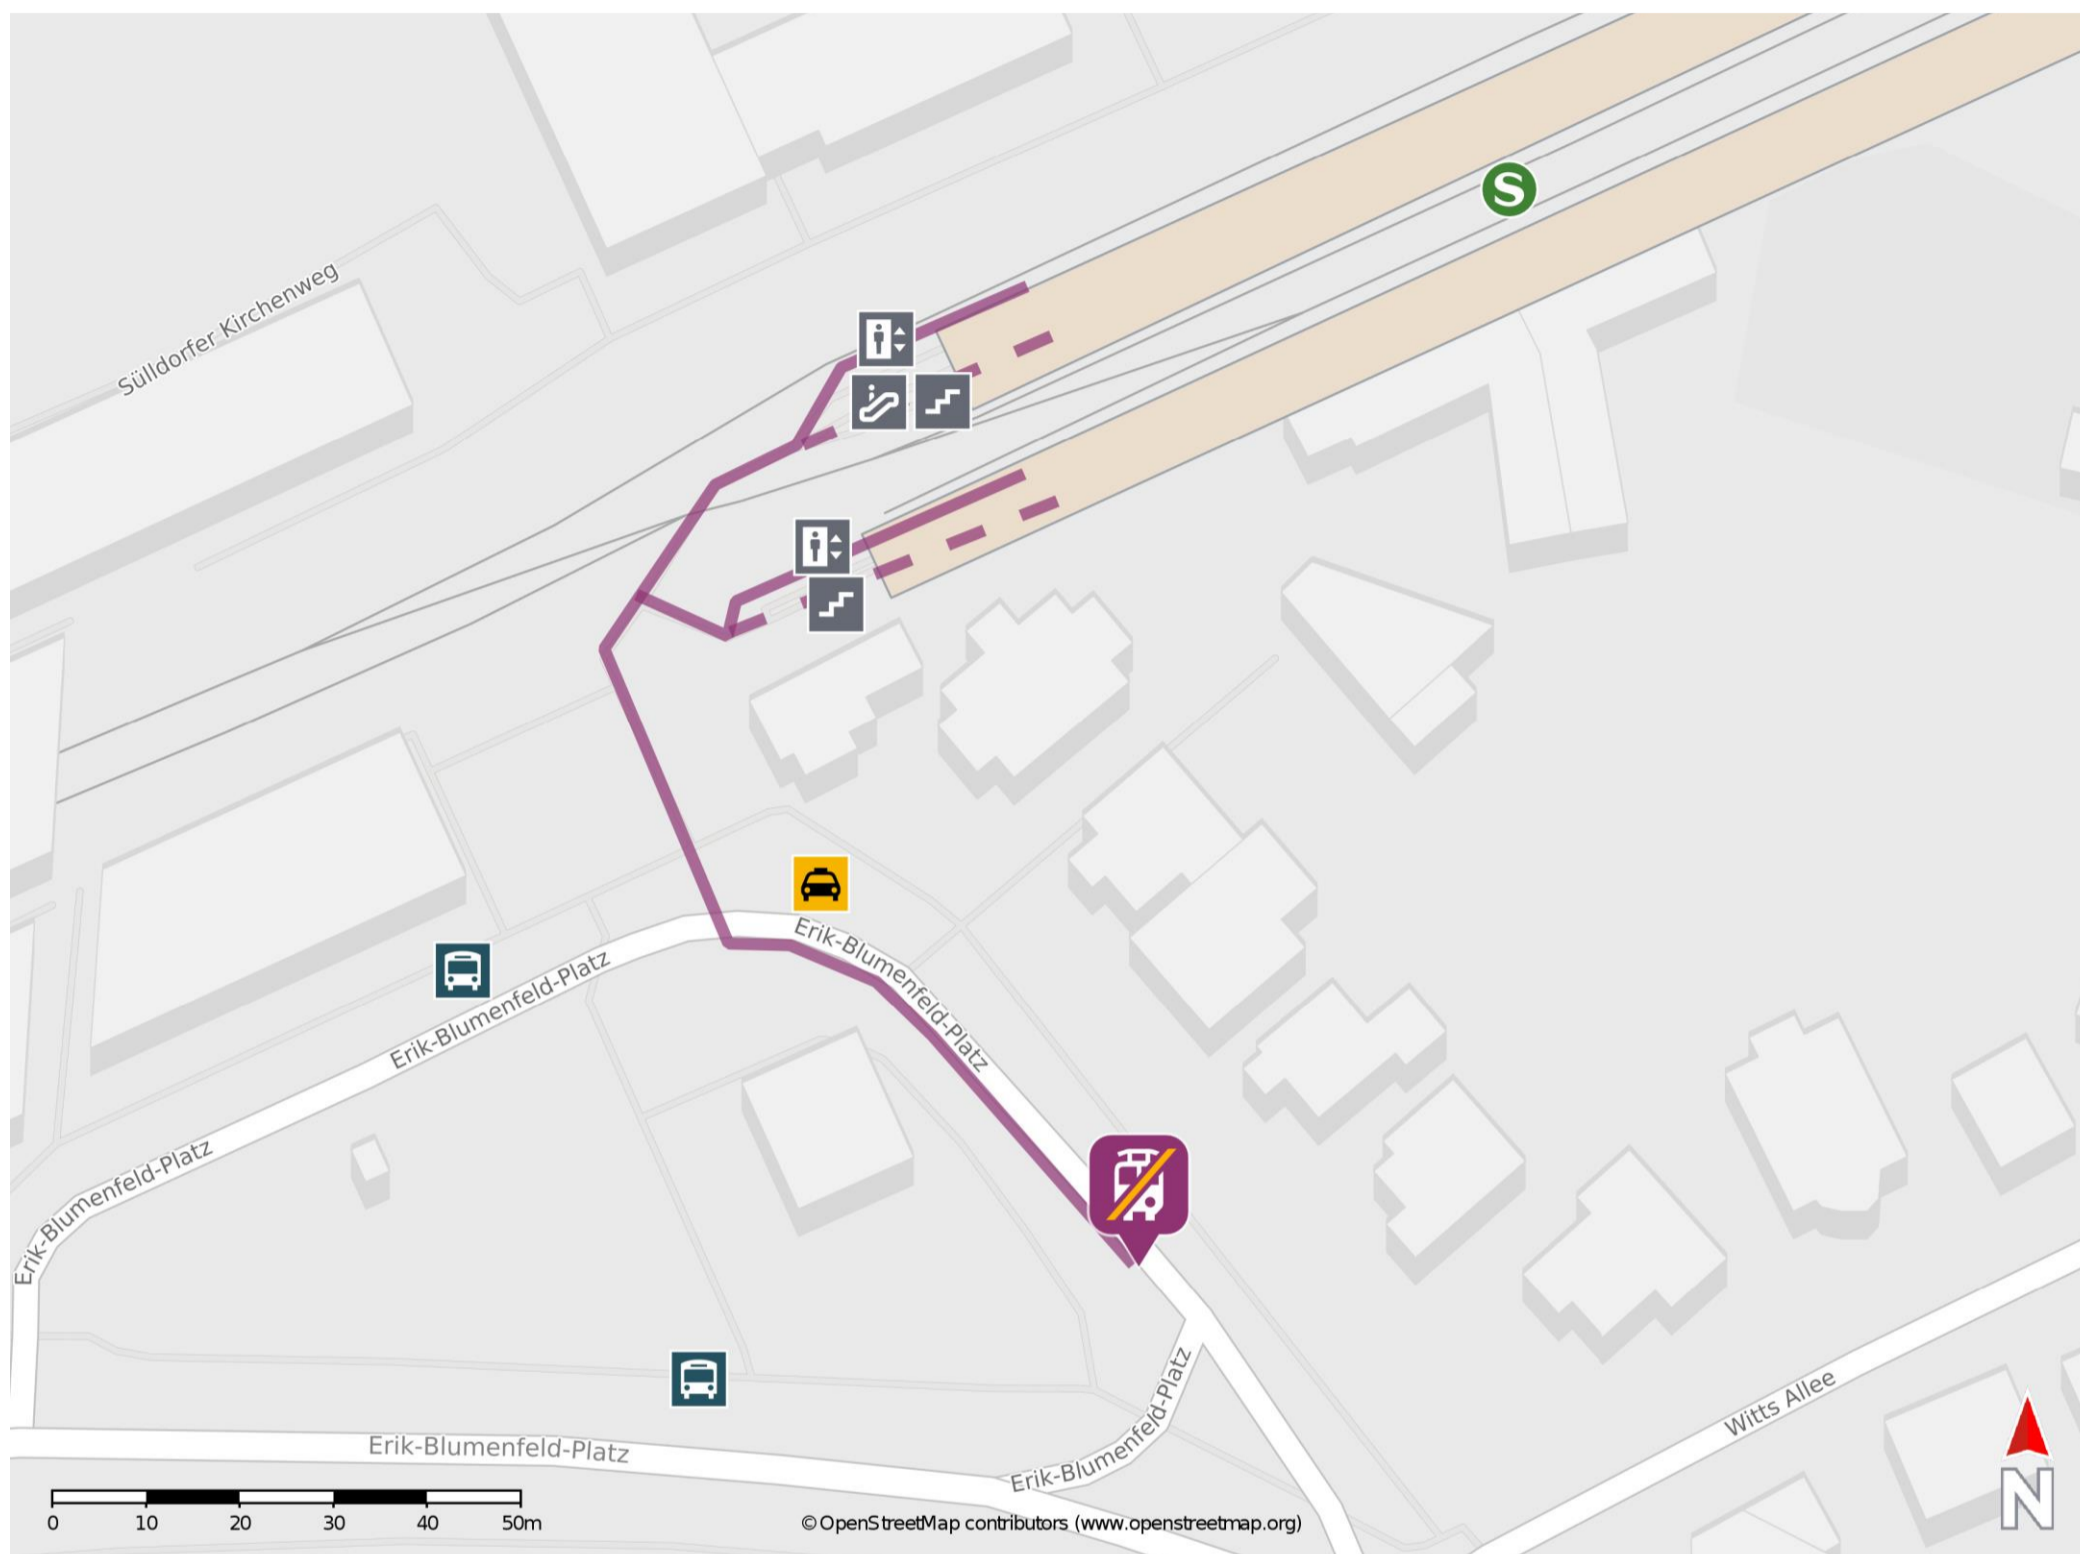 S
Sülldorfer Kirchenweg
Erik-Blumenfeld-Platz
Erik-Blumenfeld-Platz
Erik-Blumenfeld-Platz
Erik-Blumenfeld-Platz
Erik-Blumenfeld-Platz
Erik-Blumenfeld-Platz
Witts Allee
N
0 10 20 30 40 50m
© OpenStreetMap contributors (www.openstreetmap.org)